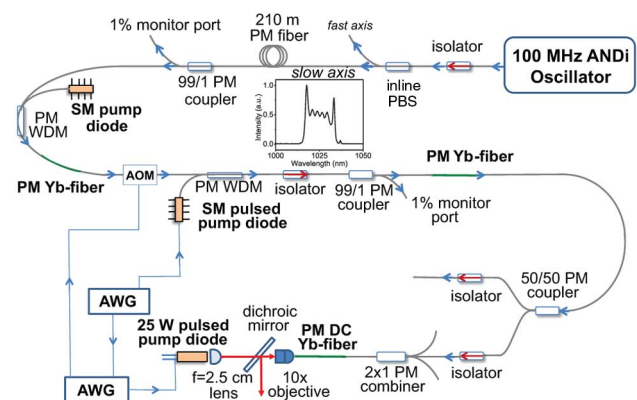 1% monitor port
210 m
PM fiber
fast axis
isolator
100 MHz ANDi
Oscillator
99/1 PM
coupler
slow axis
inline
PBS
SM pump
diode
PM
WDM
Intensity (a.u.)
1.0
0.5
0.0
1000
1025
1050
Wavelength (nm)
PM Yb-fiber
AOM
PM WDM
isolator
99/1 PM
coupler
PM Yb-fiber
1% monitor
port
SM pulsed
pump diode
50/50 PM
coupler
isolator
AWG
dichroic
mirror
25 W pulsed
pump diode
PM DC
Yb-fiber
f=2.5 cm
lens
10x
objective
2x1 PM
combiner
isolator
AWG